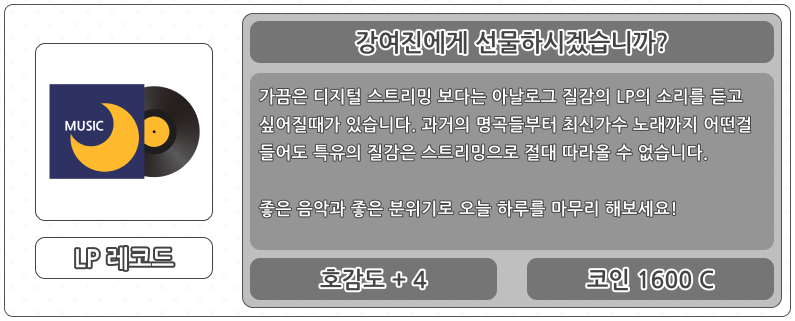 강여진에게 선물하시겠습니까?
MUSIC
가끔은 디지털 스트리밍 보다는 아날로그 질감의 LP의 소리를 듣고
싶어질때가 있습니다. 과거의 명곡들부터 최신가수 노래까지 어떤걸
들어도 특유의 질감은 스트리밍으로 절대 따라올 수 없습니다.
좋은 음악과 좋은 분위기로 오늘 하루를 마무리 해보세요!
LP 레코드
호감도 + 4
코인 1600 C